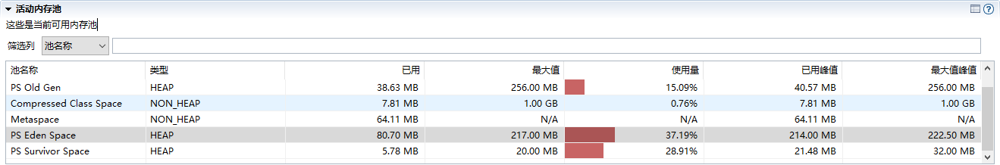 活动内存池
这些是当前可用内存池
筛选列 池名称
池名称 类型 已用 最大值 使用量 已用峰值 最大值峰值
PS Old Gen HEAP 38.63 MB 256.00 MB 15.09% 40.57 MB 256.00 MB
Compressed Class Space NON_HEAP 7.81 MB 1.00 GB 0.76% 7.81 MB 1.00 GB
Metaspace NON_HEAP 64.11 MB N/A N/A 64.11 MB N/A
PS Eden Space HEAP 80.70 MB 217.00 MB 37.19% 214.00 MB 222.50 MB
PS Survivor Space HEAP 5.78 MB 20.00 MB 28.91% 21.48 MB 32.00 MB